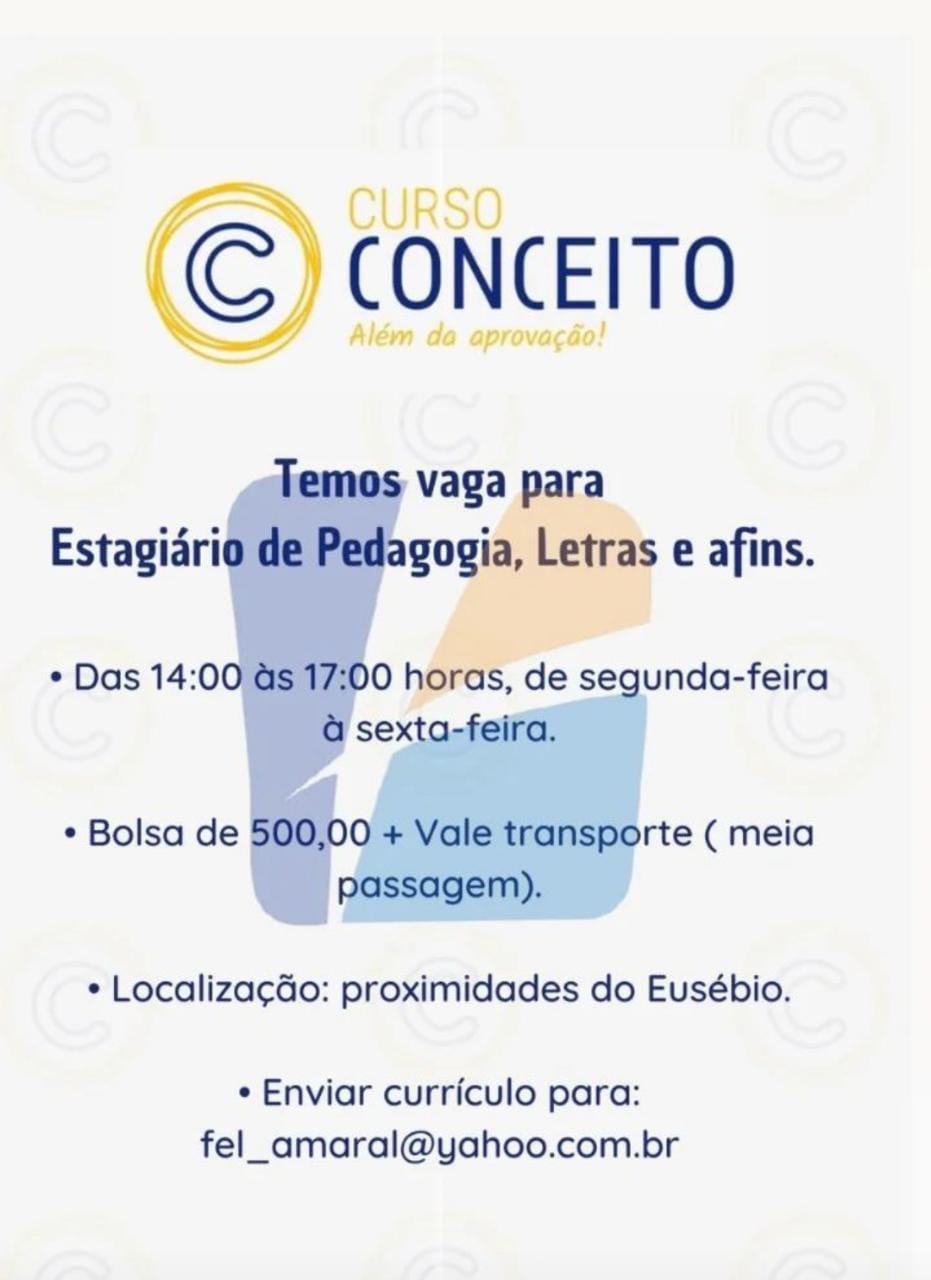 CURSO
CONCEITO
Além da aprovação!
Temos vaga para
Estagiário de Pedagogia, Letras e afins.
• Das 14:00 às 17:00 horas, de segunda-feira
à sexta-feira.
• Bolsa de 500,00 + Vale transporte ( meia
passagem).
• Localização: proximidades do Eusébio.
• Enviar currículo para:
fel_amaral@yahoo.com.br